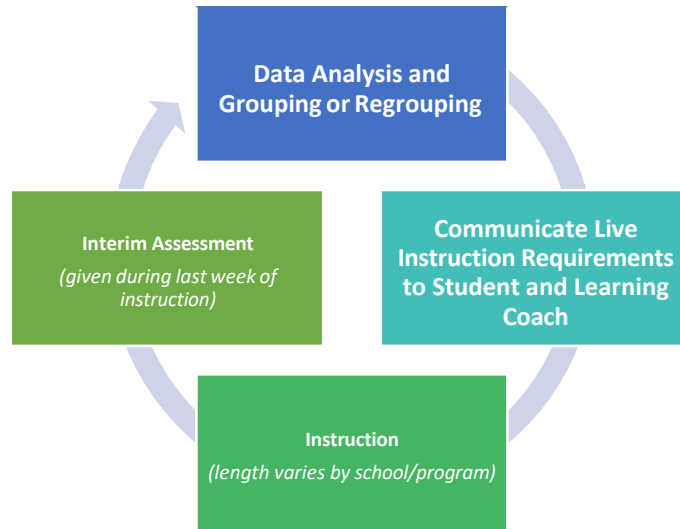 Data Analysis and
Grouping or Regrouping
Communicate Live
Instruction Requirements
to Student and Learning
Coach
Instruction
(length varies by school/program)
Interim Assessment
(given during last week of
instruction)